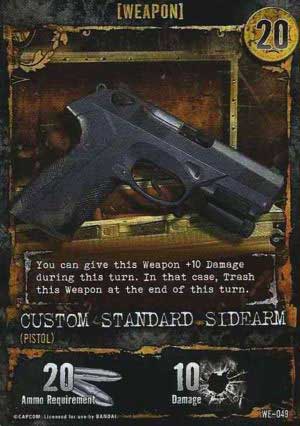 [WEAPON]
20
You can give this Weapon +10 Damage
during this turn. In that case, Trash
this Weapon at the end of this turn.
CUSTOM STANDARD SIDEARM
(PISTOL)
20
Ammo Requirement
10
Damage
©CAPCOM Licensed for use by BANDAI
WE-049